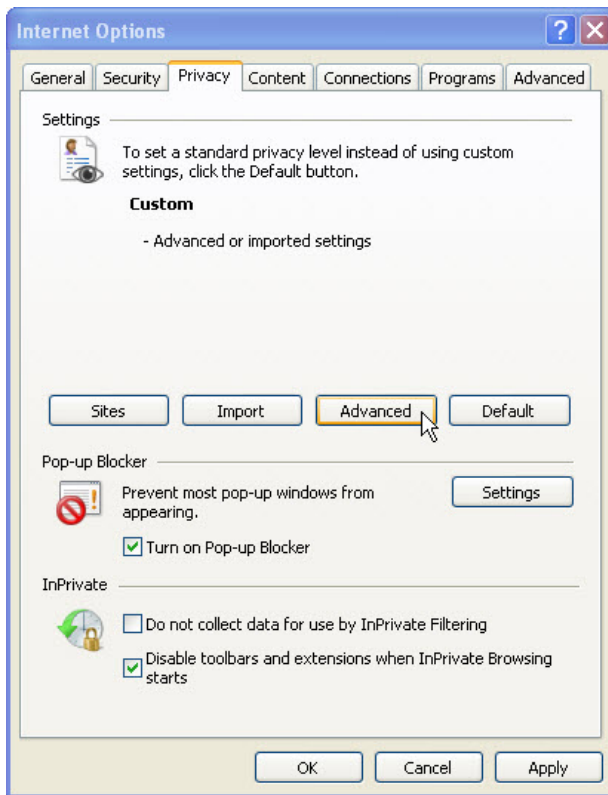 Internet Options
General Security Privacy Content Connections Programs Advanced
Settings
To set a standard privacy level instead of using custom
settings, click the Default button.
Custom
- Advanced or imported settings
Sites Import Advanced Default
Pop-up Blocker
Prevent most pop-up windows from
appearing.
Settings
Turn on Pop-up Blocker
InPrivate
Do not collect data for use by InPrivate Filtering
Disable toolbars and extensions when InPrivate Browsing
starts
OK Cancel Apply